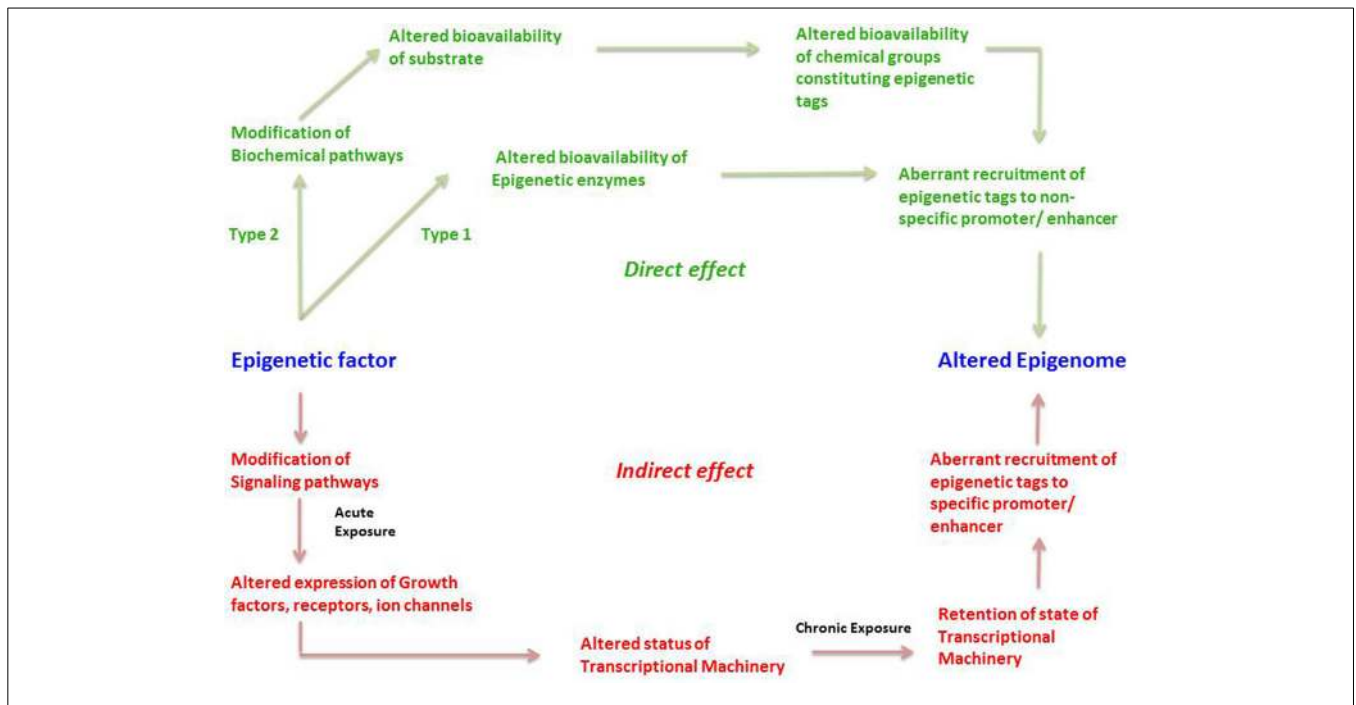 Altered bioavailability
of substrate
Altered bioavailability
of chemical groups
constituting epigenetic
tags
Modification of
Biochemical pathways
Altered bioavailability of
Epigenetic enzymes
Aberrant recruitment of
epigenetic tags to non-
specific promoter/ enhancer
Type 2
Type 1
Direct effect
Epigenetic factor
Altered Epigenome
Modification of
Signaling pathways
Indirect effect
Aberrant recruitment of
epigenetic tags to
specific promoter/
enhancer
Acute
Exposure
Altered expression of Growth
factors, receptors, ion channels
Altered status of
Transcriptional Machinery
Chronic Exposure
Retention of state of
Transcriptional
Machinery